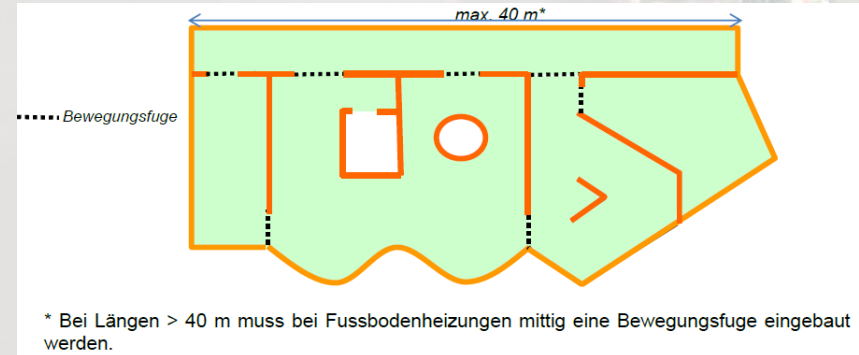 max. 40 m*
Bewegungsfuge
* Bei Längen > 40 m muss bei Fussbodenheizungen mittig eine Bewegungsfuge eingebaut
werden.